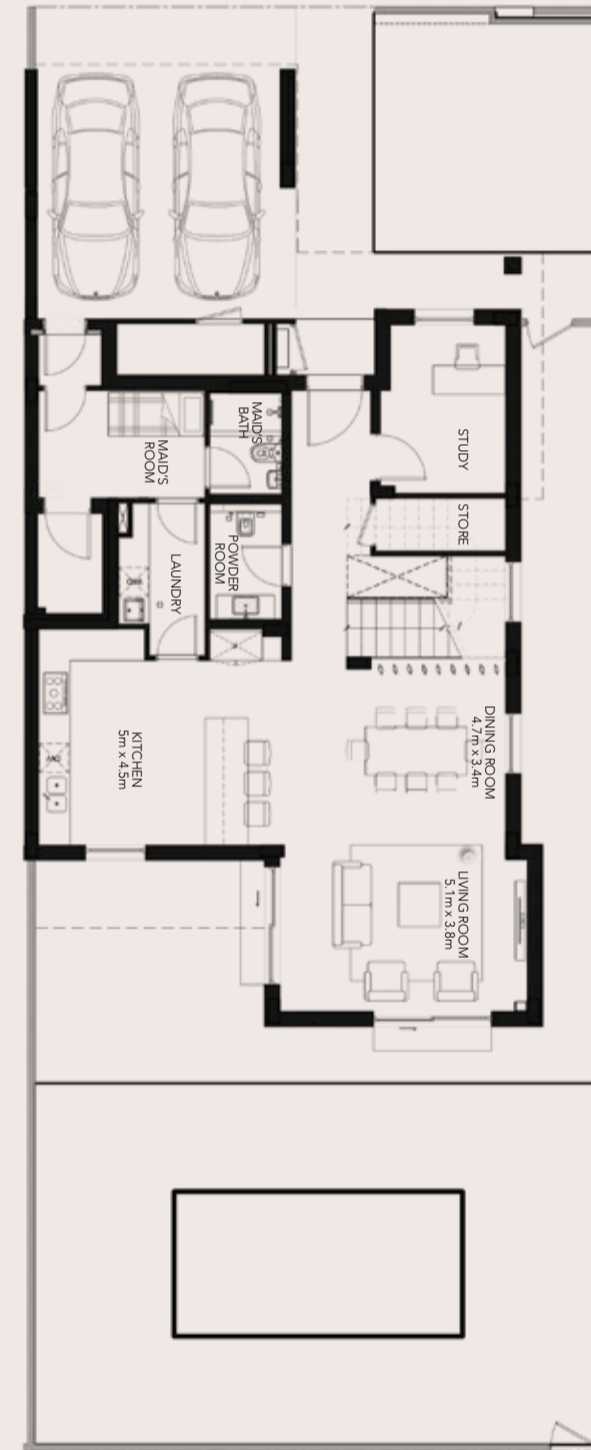 MAID'S
BATH
MAID'S
ROOM
STUDY
STORE
POWDER
ROOM
LAUNDRY
DINING ROOM
4.7m x 3.4m
KITCHEN
5m x 4.5m
LIVING ROOM
5.1m x 3.8m